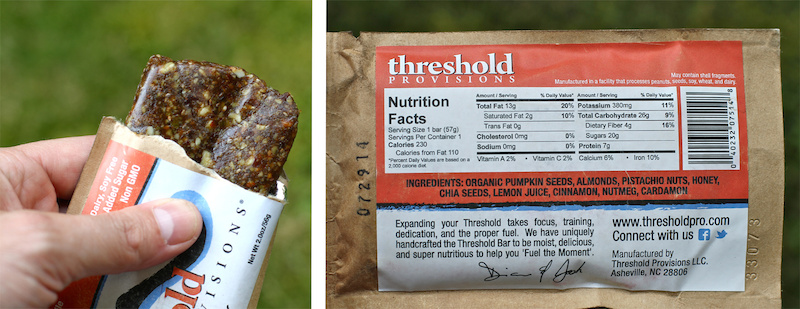 Dairy, Soy Free
Added Sugar
Non GMO
ISIONS®
Net Wt 2.0oz/56g
threshold
PROVISIONS
May contain shell fragments.
Manufactured in a facility that processes peanuts, seeds, soy, wheat, and dairy.
Nutrition
Facts
Serving Size 1 bar (57g)
Servings Per Container 1
Calories 230
Calories from Fat 110
*Percent Daily Values are based on a
2,000 calorie diet.
Amount / Serving % Daily Value* Amount / Serving % Daily Value*
Total Fat 13g 20% Potassium 380mg 11%
Saturated Fat 2g 10% Total Carbohydrate 26g 9%
Trans Fat 0g Dietary Fiber 4g 16%
Cholesterol 0mg 0% Sugars 20g
Sodium 0mg 0% Protein 7g
Vitamin A 2% • Vitamin C 2% Calcium 6% • Iron 10%
072914
INGREDIENTS: ORGANIC PUMPKIN SEEDS, ALMONDS, PISTACHIO NUTS, HONEY,
CHIA SEEDS, LEMON JUICE, CINNAMON, NUTMEG, CARDAMON
Expanding your Threshold takes focus, training,
dedication, and the proper fuel. We have uniquely
handcrafted the Threshold Bar to be moist, delicious,
and super nutritious to help you 'Fuel the Moment'.
www.thresholdpro.com
Connect with us
Manufactured by
Threshold Provisions LLC.
Asheville, NC 28806